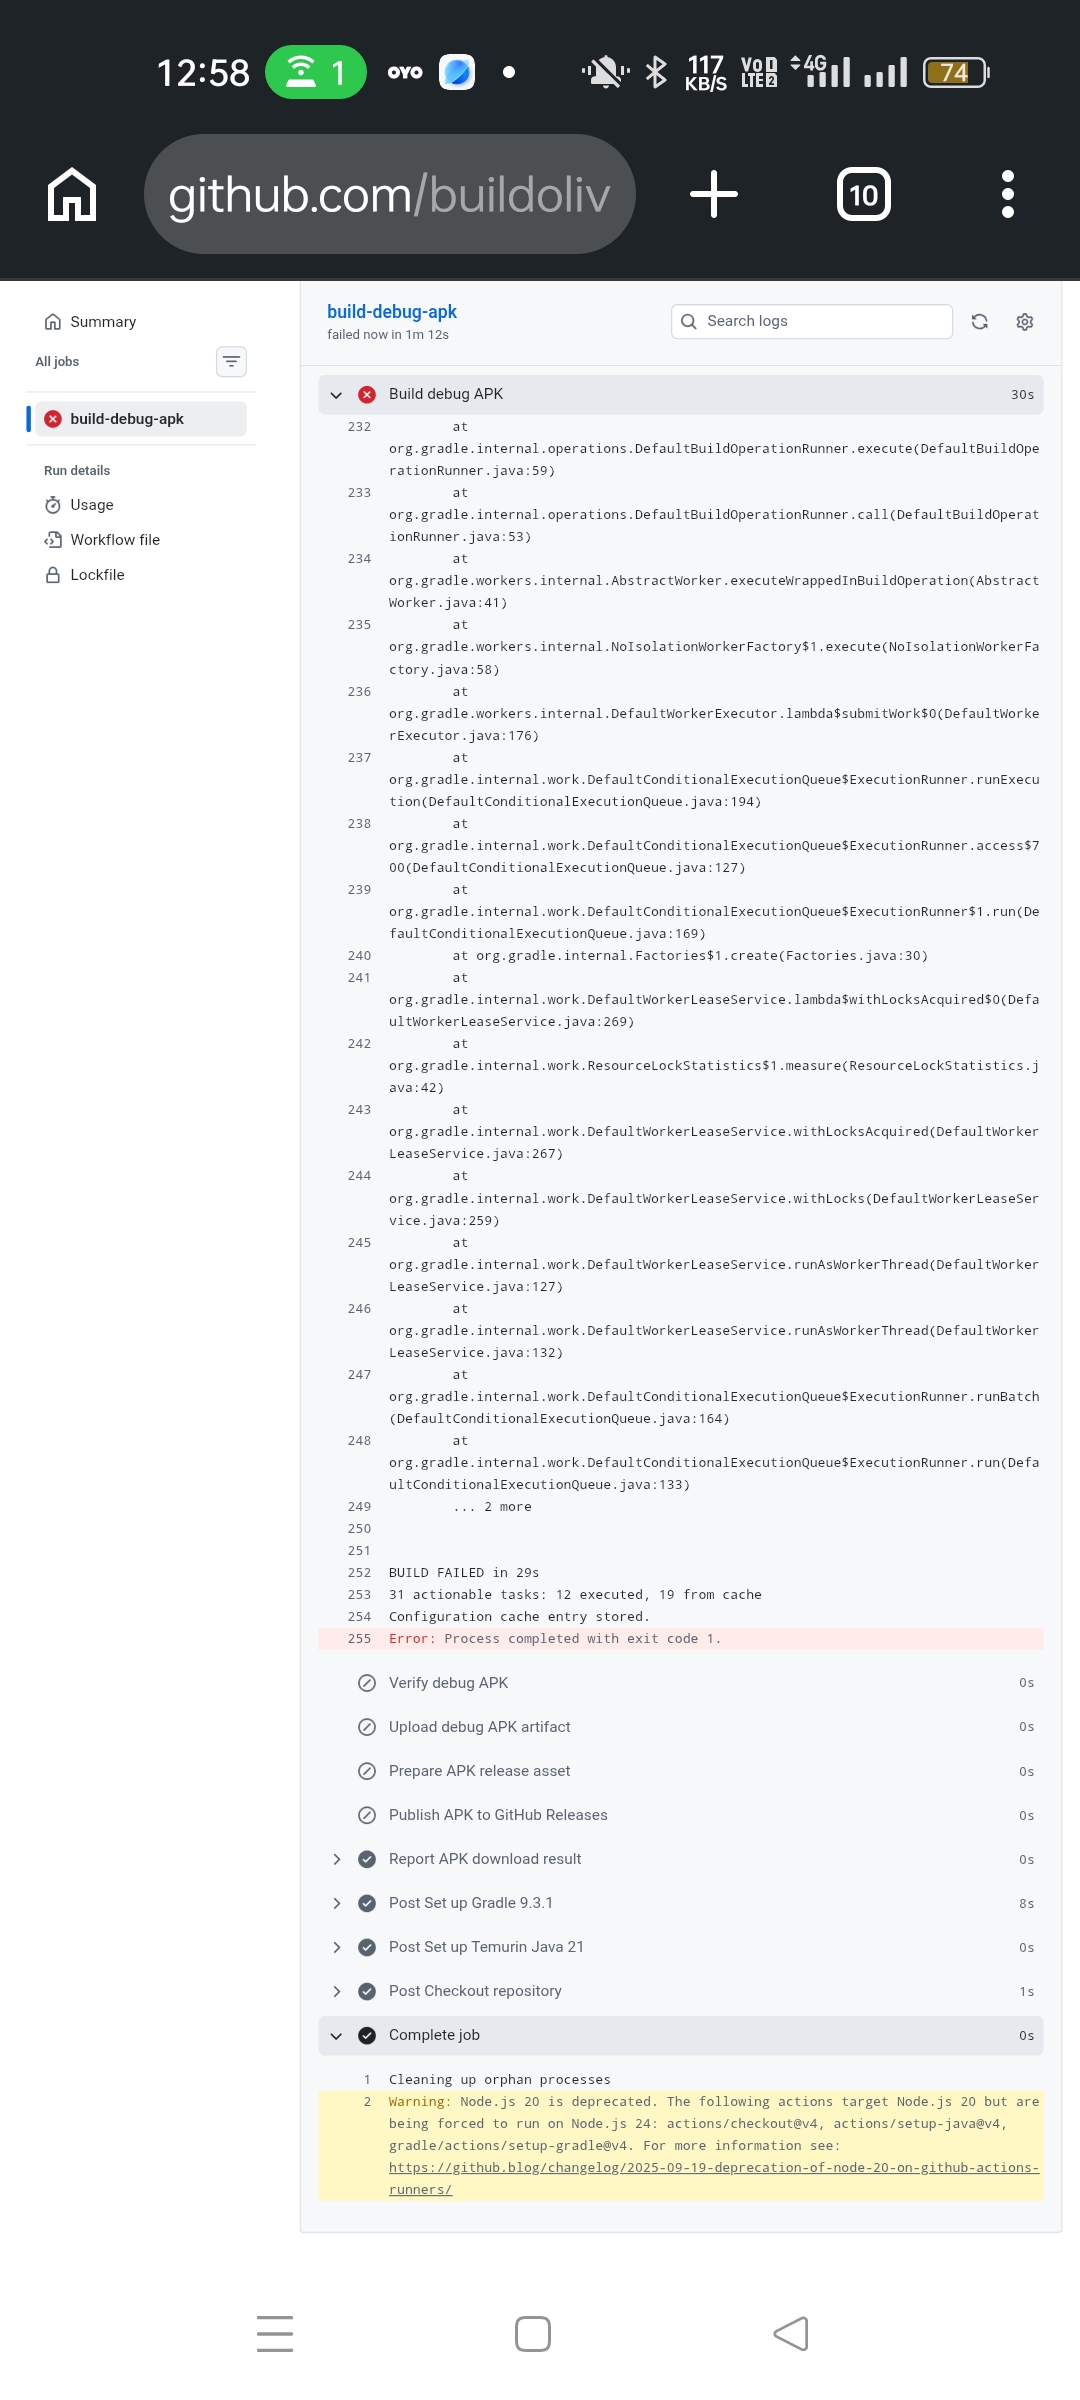 12:58
1
OYO
117
KB/S
Vo
LTE 2
4G
74
github.com/buildoliv
10
Summary
build-debug-apk
failed now in 1m 12s
Search logs
All jobs
build-debug-apk
Run details
Usage
Workflow file
Lockfile
Build debug APK 30s
232 at
org.gradle.internal.operations.DefaultBuildOperationRunner.execute(DefaultBuildOpe
rationRunner.java:59)
233 at
org.gradle.internal.operations.DefaultBuildOperationRunner.call(DefaultBuildOperat
ionRunner.java:53)
234 at
org.gradle.workers.internal.AbstractWorker.executeWrappedInBuildOperation(Abstract
Worker.java:41)
235 at
org.gradle.workers.internal.NoIsolationWorkerFactory$1.execute(NoIsolationWorkerFa
ctory.java:58)
236 at
org.gradle.workers.internal.DefaultWorkerExecutor.lambda$submitWork$0(DefaultWorke
rExecutor.java:176)
237 at
org.gradle.internal.work.DefaultConditionalExecutionQueue$ExecutionRunner.runExecu
tion(DefaultConditionalExecutionQueue.java:194)
238 at
org.gradle.internal.work.DefaultConditionalExecutionQueue$ExecutionRunner.access$7
00(DefaultConditionalExecutionQueue.java:127)
239 at
org.gradle.internal.work.DefaultConditionalExecutionQueue$ExecutionRunner$1.run(De
faultConditionalExecutionQueue.java:169)
240 at org.gradle.internal.Factories$1.create(Factories.java:30)
241 at
org.gradle.internal.work.DefaultWorkerLeaseService.lambda$withLocksAcquired$0(Defa
ultWorkerLeaseService.java:269)
242 at
org.gradle.internal.work.ResourceLockStatistics$1.measure(ResourceLockStatistics.j
ava:42)
243 at
org.gradle.internal.work.DefaultWorkerLeaseService.withLocksAcquired(DefaultWorker
LeaseService.java:267)
244 at
org.gradle.internal.work.DefaultWorkerLeaseService.withLocks(DefaultWorkerLeaseSer
vice.java:259)
245 at
org.gradle.internal.work.DefaultWorkerLeaseService.runAsWorkerThread(DefaultWorker
LeaseService.java:127)
246 at
org.gradle.internal.work.DefaultWorkerLeaseService.runAsWorkerThread(DefaultWorker
LeaseService.java:132)
247 at
org.gradle.internal.work.DefaultConditionalExecutionQueue$ExecutionRunner.runBatch
(DefaultConditionalExecutionQueue.java:164)
248 at
org.gradle.internal.work.DefaultConditionalExecutionQueue$ExecutionRunner.run(Defa
ultConditionalExecutionQueue.java:133)
249 ... 2 more
250
251
252 BUILD FAILED in 29s
253 31 actionable tasks: 12 executed, 19 from cache
254 Configuration cache entry stored.
255 Error: Process completed with exit code 1.
Verify debug APK 0s
Upload debug APK artifact 0s
Prepare APK release asset 0s
Publish APK to GitHub Releases 0s
Report APK download result 0s
Post Set up Gradle 9.3.1 8s
Post Set up Temurin Java 21 0s
Post Checkout repository 1s
Complete job 0s
1 Cleaning up orphan processes
2 Warning: Node.js 20 is deprecated. The following actions target Node.js 20 but are
being forced to run on Node.js 24: actions/checkout@v4, actions/setup-java@v4,
gradle/actions/setup-gradle@v4. For more information see:
https://github.blog/changelog/2025-09-19-deprecation-of-node-20-on-github-actions-
runners/